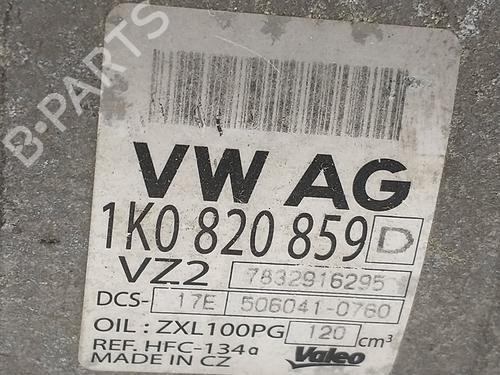 B-PARTS
VW AG
1K0 820 859 D
VZ2 7832916295
DCS- 17E 506041-0760
OIL : ZXL100PG 120 cm³
REF. HFC-134a
MADE IN CZ Valeo